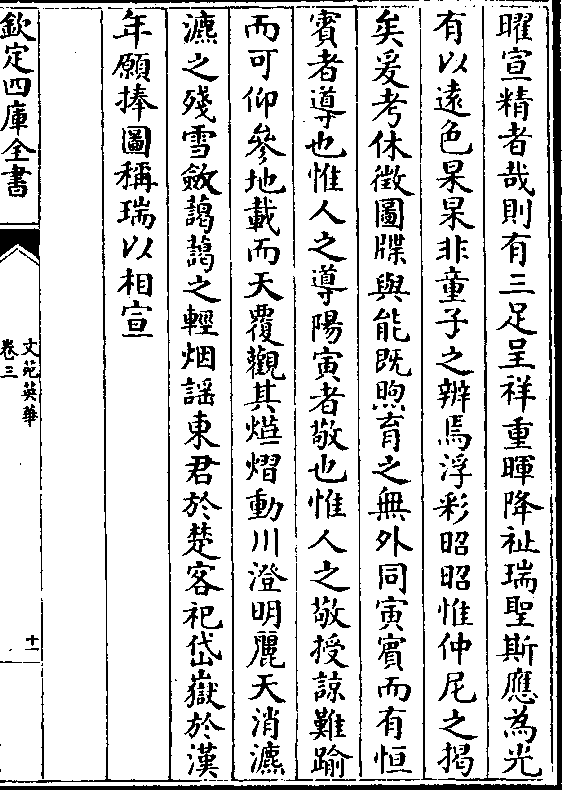 曜宣精者哉則有三足呈祥重暉降祉瑞聖斯應為光
有以遠色杲杲非童子之辨焉浮彩昭昭惟仲尼之揭
矣爰考休徵圖牒與能既煦育之無外同寅賓而有恒
賓者導也惟人之導陽寅者敬也惟人之敬授諒難踰
而可仰參地載而天覆觀其爀熠動川澄明麗天消瀌
瀌之殘雪斂藹藹之輕烟謡東君於楚客祀岱嶽於漢
年願捧圖稱瑞以相宣
欽定四庫全書
文苑英華
卷三
十一